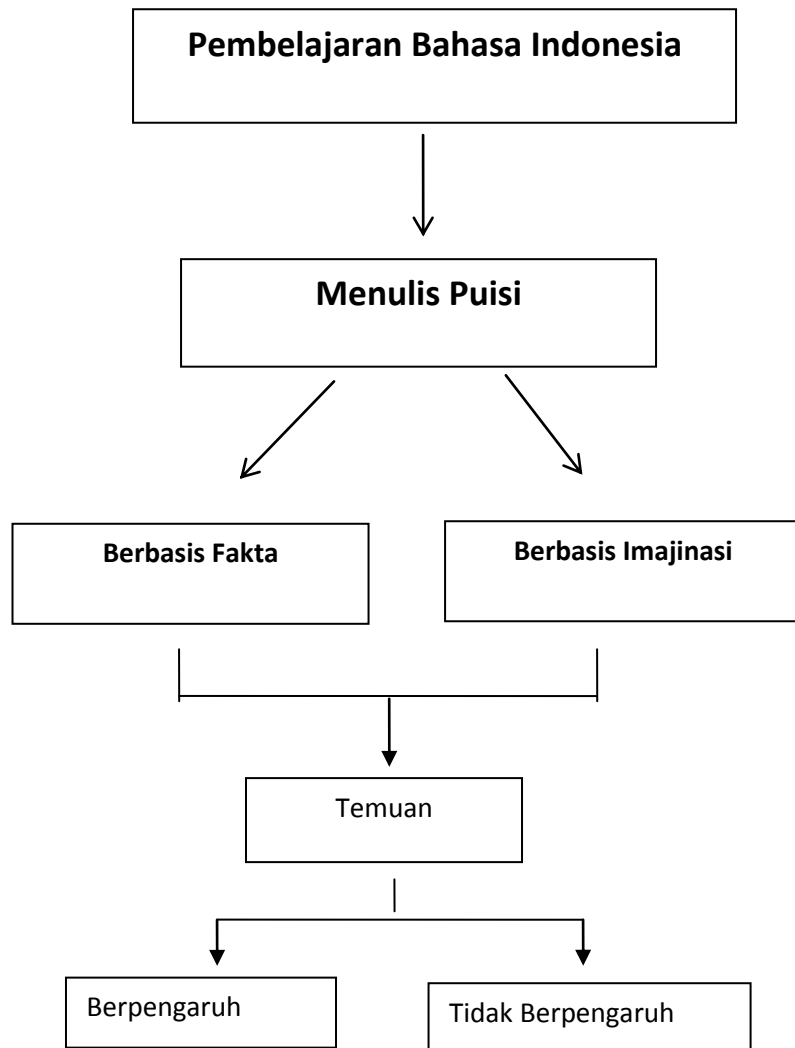 Pembelajaran Bahasa Indonesia
Menulis Puisi
Berbasis Fakta
Berbasis Imajinasi
Temuan
Berpengaruh
Tidak Berpengaruh